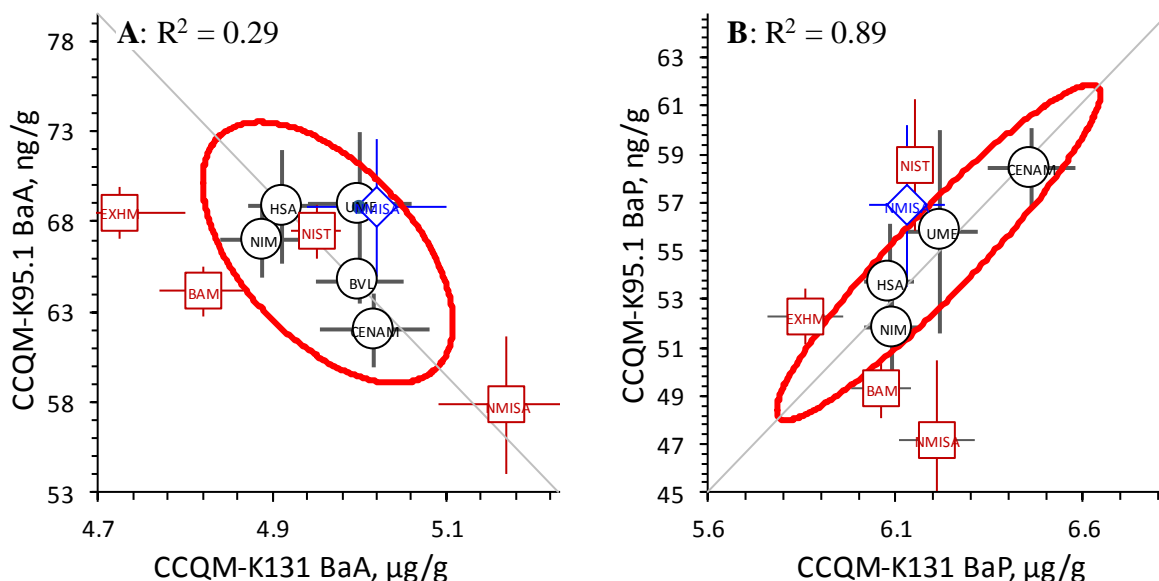 A: R² = 0.29
CCQM-K95.1 BaA, ng/g
78
73
68
63
58
53
EXHM
BAM
HSA
NIM
NIST
UME
NMISA
BVL
CENAM
NMISA
4.7 4.9 5.1
CCQM-K131 BaA, µg/g
B: R² = 0.89
CCQM-K95.1 BaP, ng/g
63
61
59
57
55
53
51
49
47
45
NIST
CENAM
NMISA
UME
HSA
EXHM
NIM
BAM
NMISA
5.6 6.1 6.6
CCQM-K131 BaP, µg/g